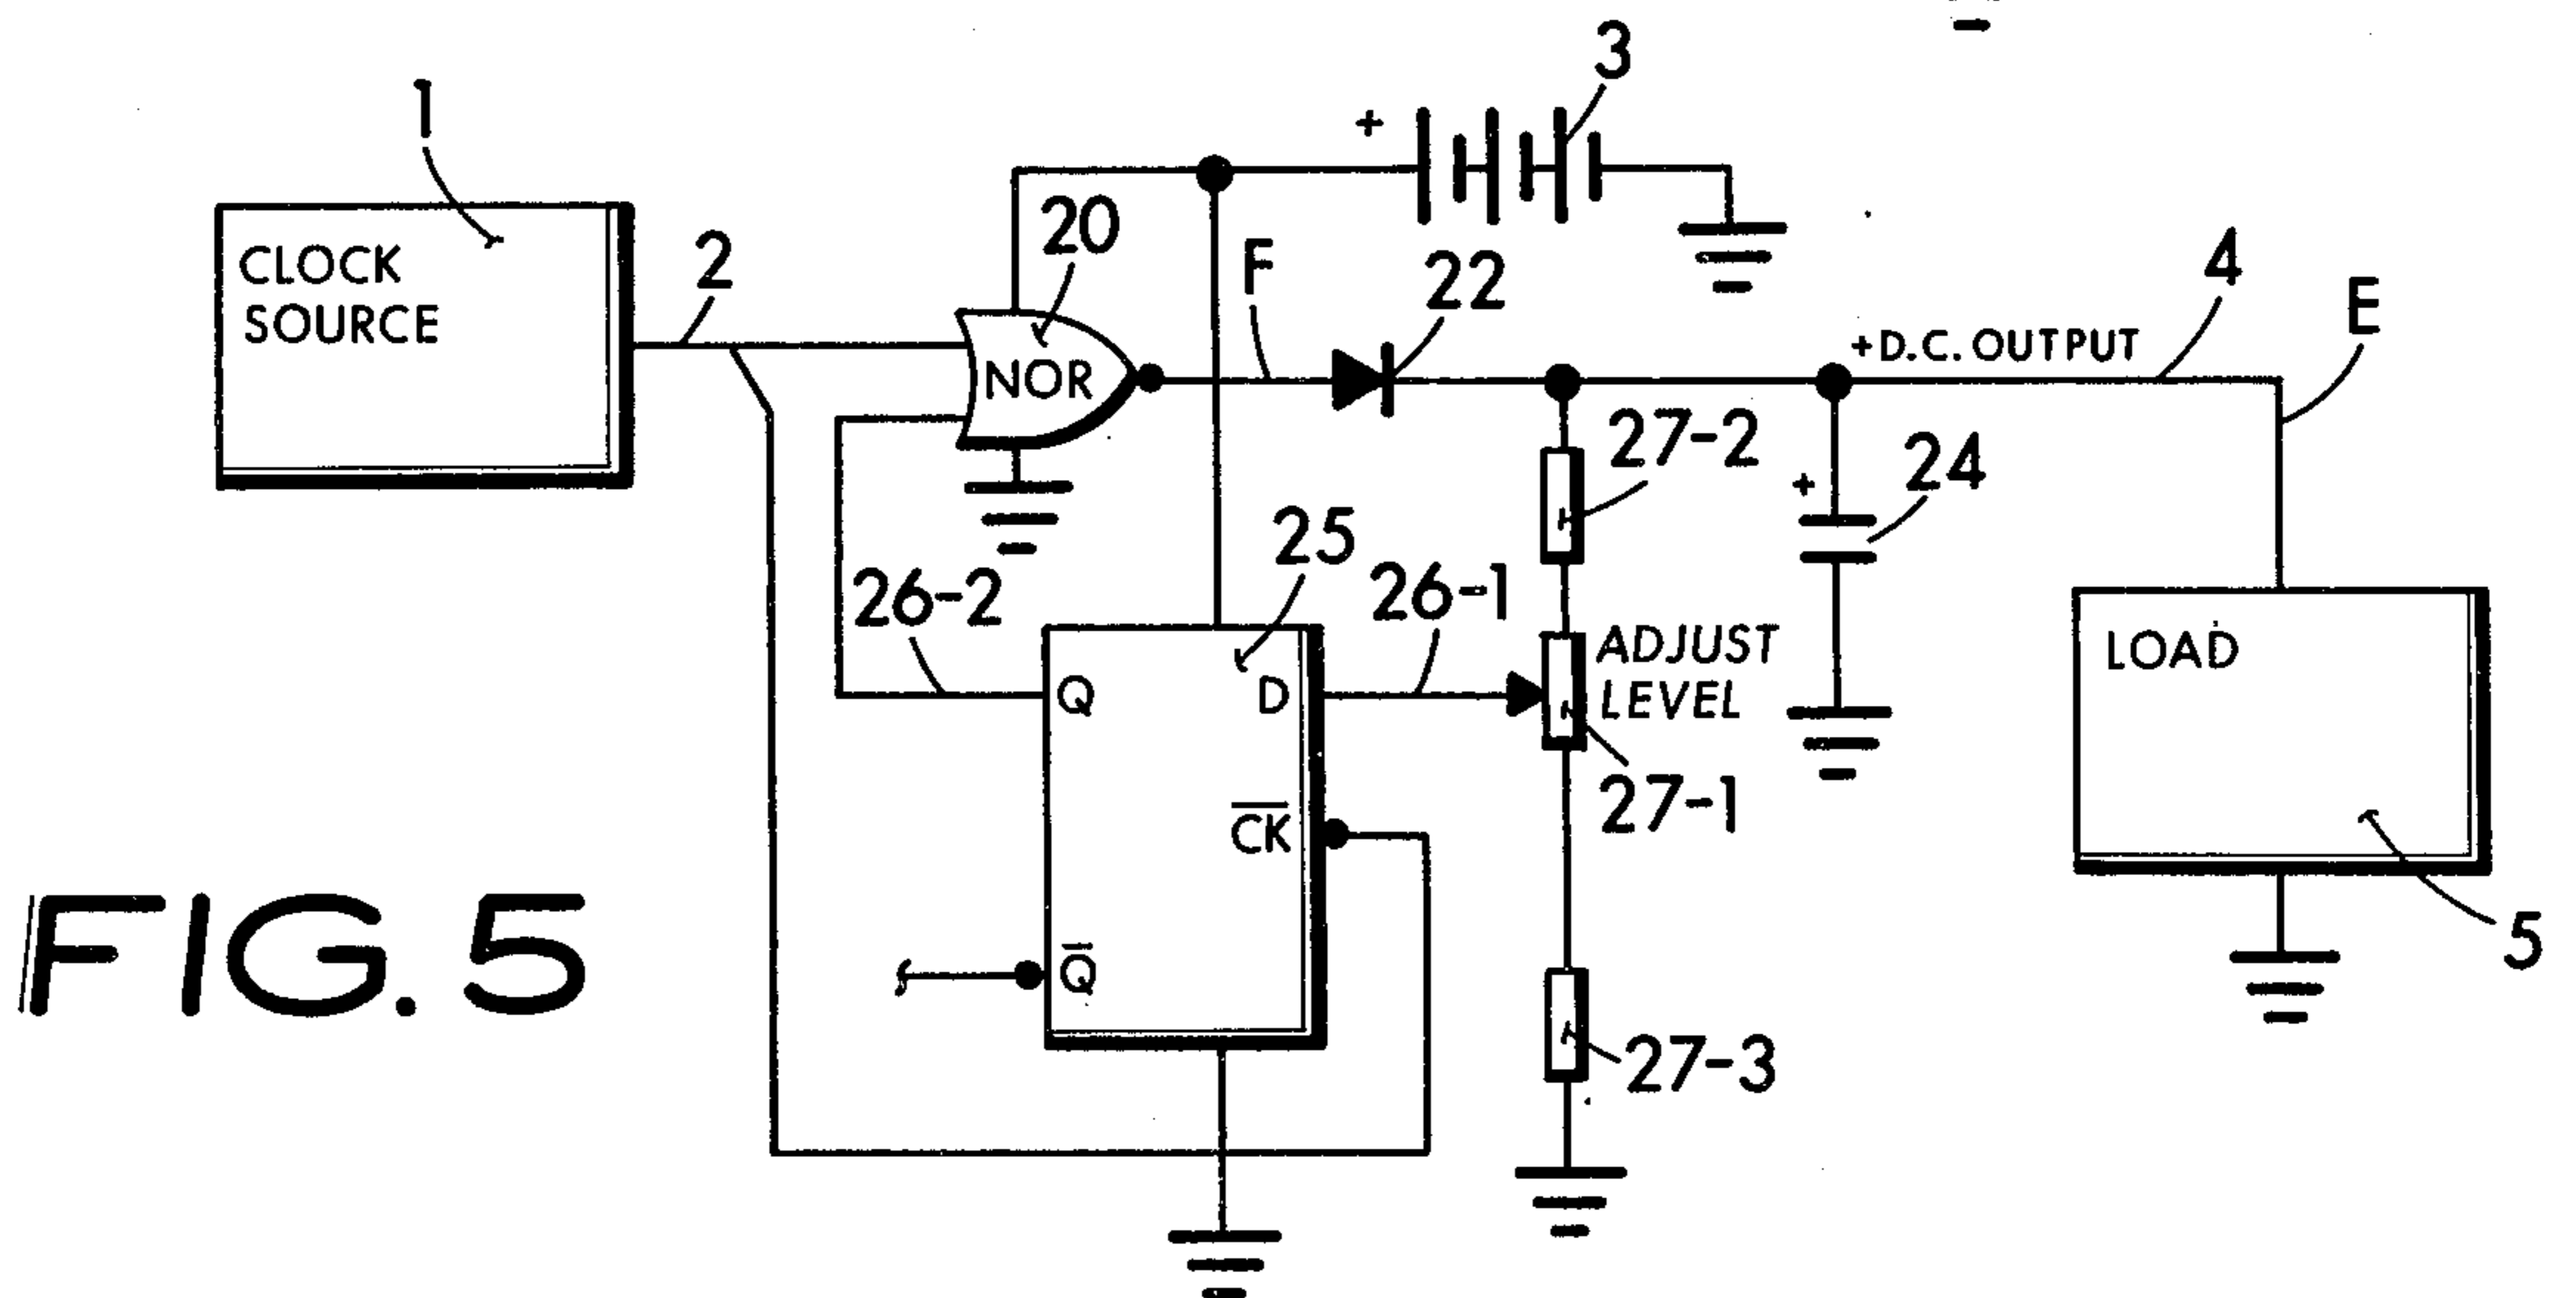 3
1
20
2
F
22
4
E
CLOCK
SOURCE
+
NOR
+D.C. OUTPUT
27-2
24
+
25
26-2
26-1
ADJUST
LEVEL
LOAD
Q
D
27-1
CK
Q
5
27-3
FIG. 5